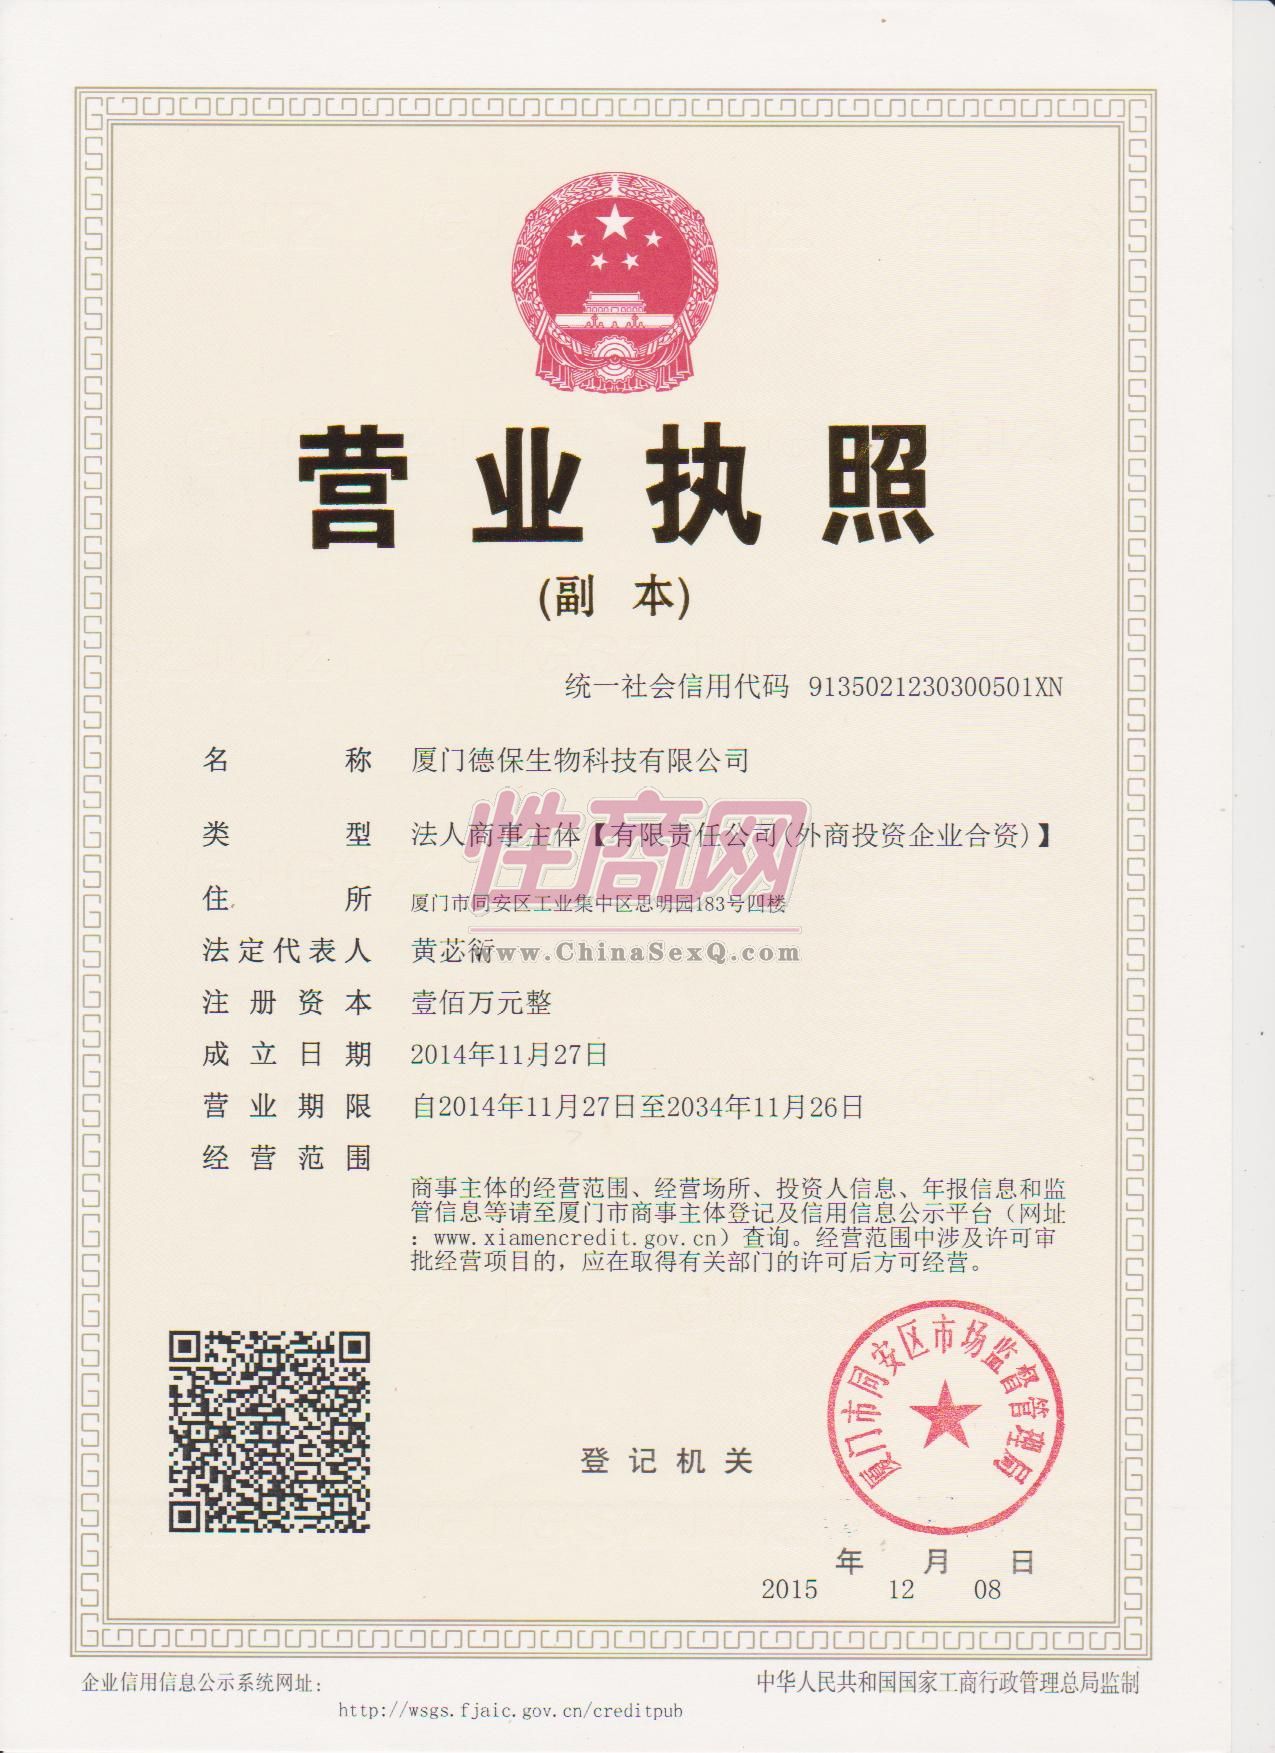 营业执照
(副 本)
统一社会信用代码 9135021230300501XN
名 称 厦门德保生物科技有限公司
类 型 法人商事主体【有限责任公司(外商投资企业合资)】
性商网
住 所 厦门市同安区工业集中区思明园183号四楼
法定代表人 黄苾衍
www.ChinaSexQ.com
注 册 资 本 壹佰万元整
成 立 日 期 2014年11月27日
营 业 期 限 自2014年11月27日至2034年11月26日
经 营 范 围
商事主体的经营范围、经营场所、投资人信息、年报信息和监
管信息等请至厦门市商事主体登记及信用信息公示平台（网址
：www.xiamencredit.gov.cn）查询。经营范围中涉及许可审
批经营项目的，应在取得有关部门的许可后方可经营。
厦门市同安区市场监督管理局
登 记 机 关
年 月 日
2015 12 08
企业信用信息公示系统网址：
http://wsgs.fjaic.gov.cn/creditpub
中华人民共和国国家工商行政管理总局监制